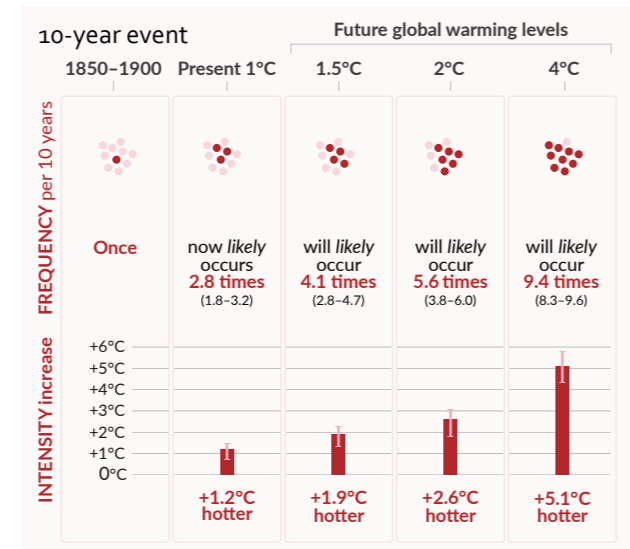 10-year event
Future global warming levels
1850–1900 Present 1°C 1.5°C 2°C 4°C
FREQUENCY per 10 years
Once
now likely
occurs
2.8 times
(1.8–3.2)
will likely
occur
4.1 times
(2.8–4.7)
will likely
occur
5.6 times
(3.8–6.0)
will likely
occur
9.4 times
(8.3–9.6)
INTENSITY increase
+6°C
+5°C
+4°C
+3°C
+2°C
+1°C
0°C
+1.2°C
hotter
+1.9°C
hotter
+2.6°C
hotter
+5.1°C
hotter